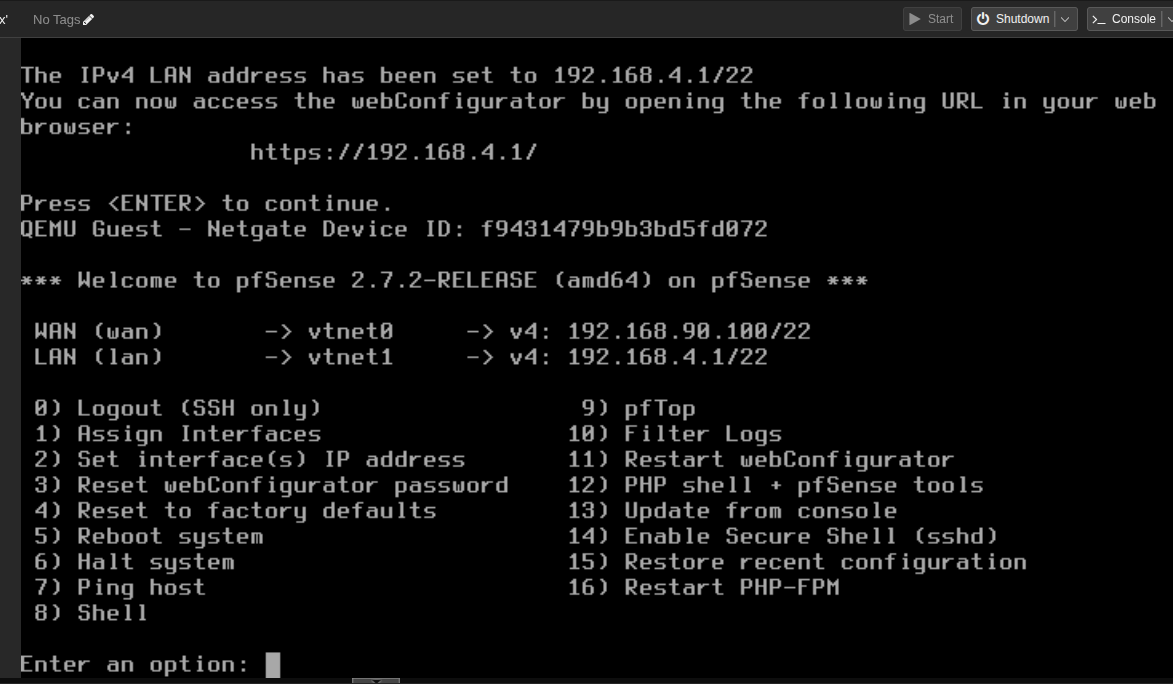 x'
No Tags
Start
Shutdown
Console
The IPv4 LAN address has been set to 192.168.4.1/22
You can now access the webConfigurator by opening the following URL in your web
browser:
https://192.168.4.1/
Press <ENTER> to continue.
QEMU Guest - Netgate Device ID: f9431479b9b3bd5fd072
*** Welcome to pfSense 2.7.2-RELEASE (amd64) on pfSense ***
WAN (wan) -> vtnet0 -> v4: 192.168.90.100/22
LAN (lan) -> vtnet1 -> v4: 192.168.4.1/22
0) Logout (SSH only) 9) pfTop
1) Assign Interfaces 10) Filter Logs
2) Set interface(s) IP address 11) Restart webConfigurator
3) Reset webConfigurator password 12) PHP shell + pfSense tools
4) Reset to factory defaults 13) Update from console
5) Reboot system 14) Enable Secure Shell (sshd)
6) Halt system 15) Restore recent configuration
7) Ping host 16) Restart PHP-FPM
8) Shell
Enter an option: